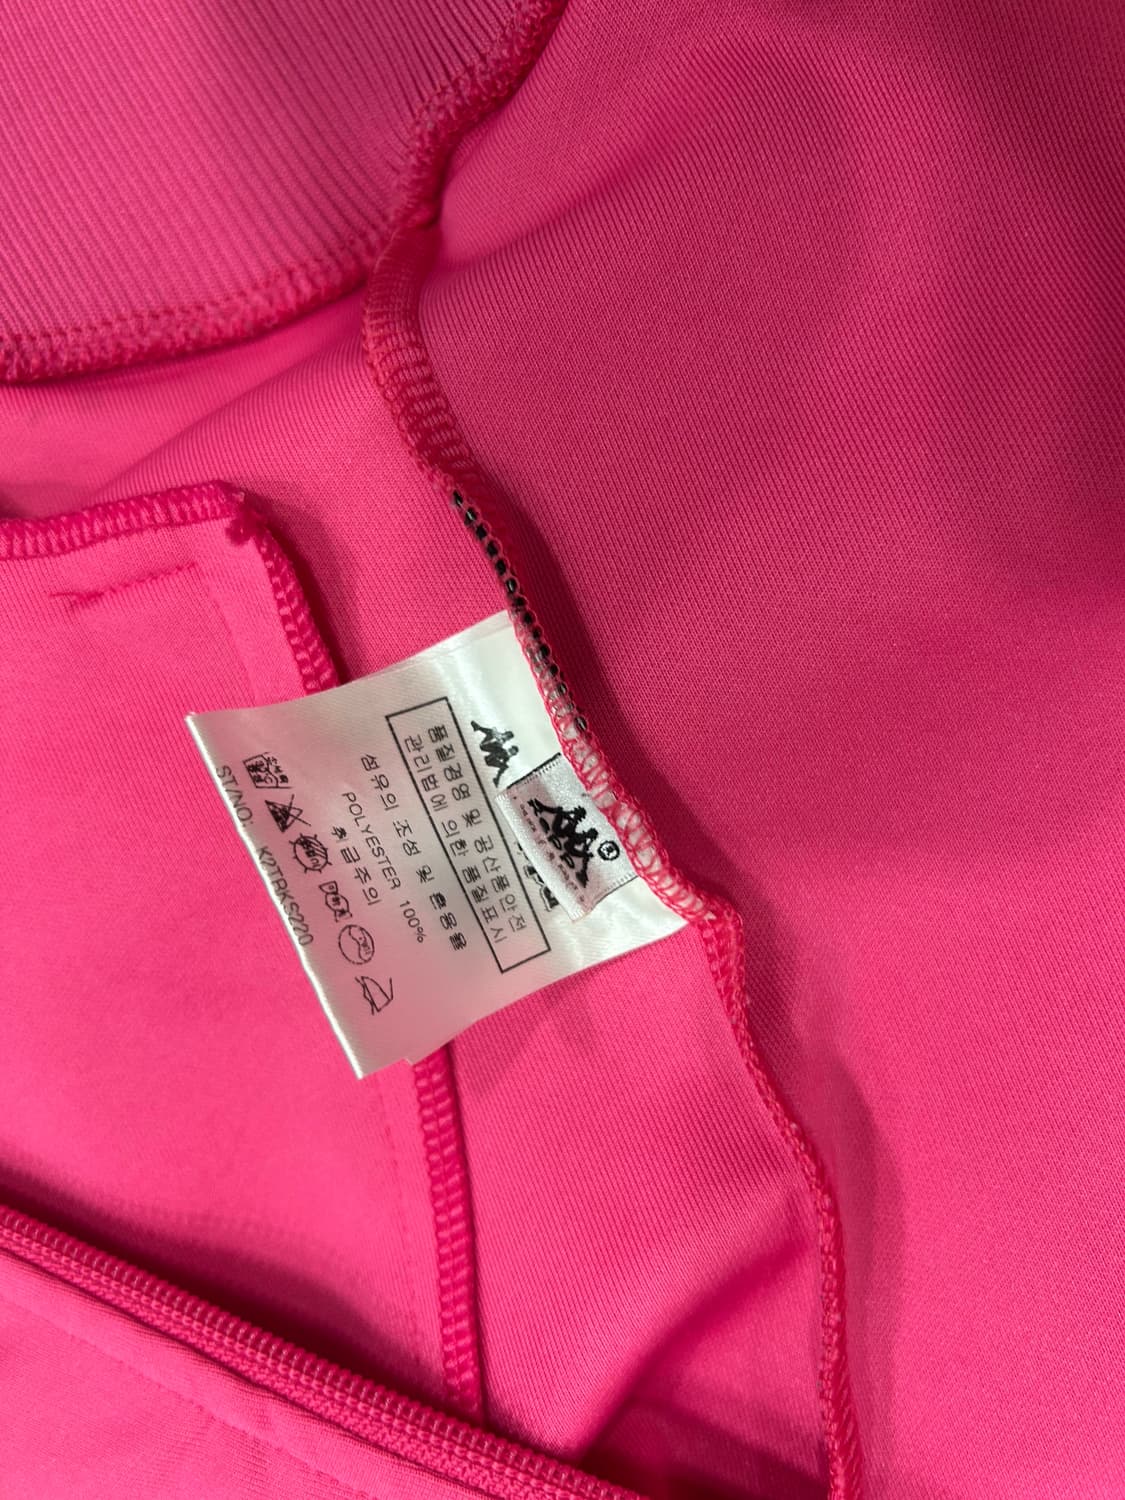 품질경영 및 공산품안전
관리법에 의한 품질표시
섬유의 조성 및 혼용율
POLYESTER 100%
취급주의
ST/NO: K2TRKS220